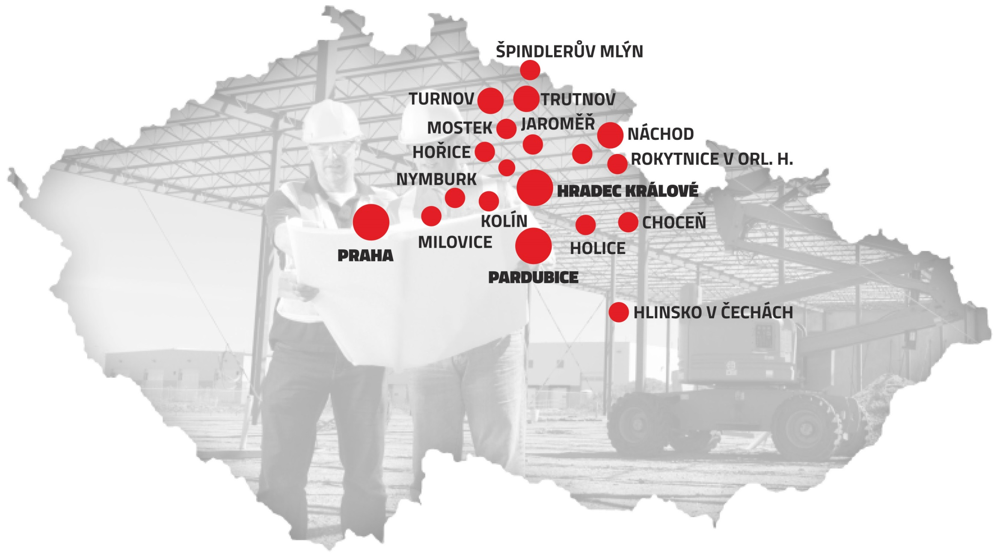 ŠPINDLERŮV MLÝN
TURNOV
TRUTNOV
MOSTEK
JAROMĚŘ
NÁCHOD
HOŘICE
ROKYTNICE V ORL. H.
NYMBURK
HRADEC KRÁLOVÉ
KOLÍN
CHOCEŇ
MILOVICE
HOLICE
PRAHA
PARDUBICE
HLINSKO V ČECHÁCH